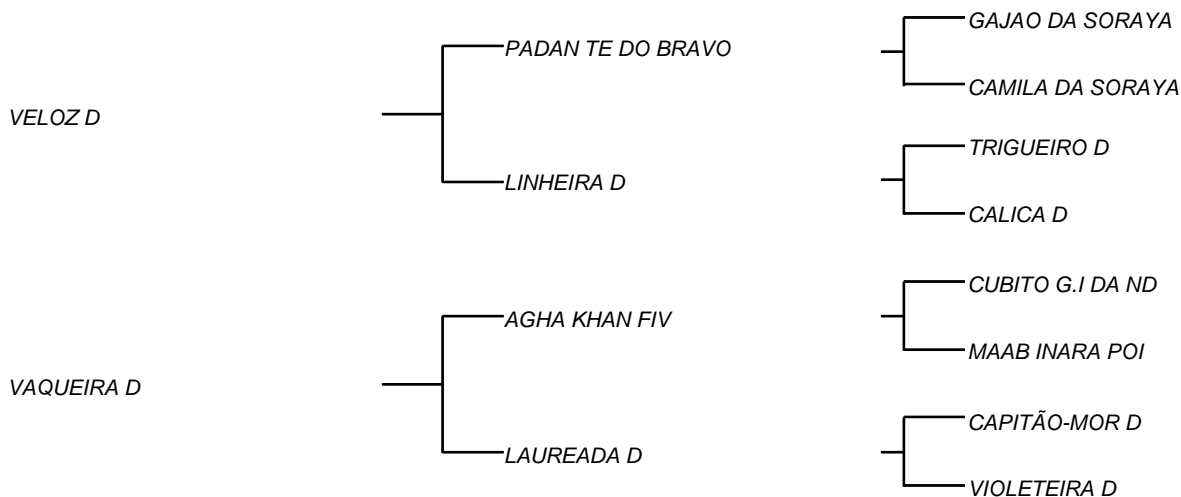 GAJAO DA SORAYA
PADAN TE DO BRAVO
CAMILA DA SORAYA
VELOZ D
TRIGUEIRO D
LINHEIRA D
CALICA D
CUBITO G.I DA ND
AGHA KHAN FIV
MAAB INARA POI
VAQUEIRA D
CAPITÃO-MOR D
LAUREADA D
VIOLETEIRA D